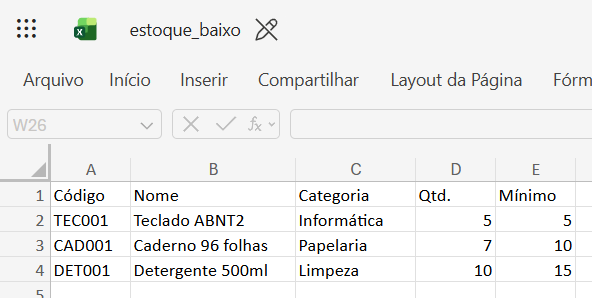 estoque_baixo
Arquivo Início Inserir Compartilhar Layout da Página Fórm
W26 fx
A B C D E
1 Código Nome Categoria Qtd. Mínimo
2 TEC001 Teclado ABNT2 Informática 5 5
3 CAD001 Caderno 96 folhas Papelaria 7 10
4 DET001 Detergente 500ml Limpeza 10 15
5